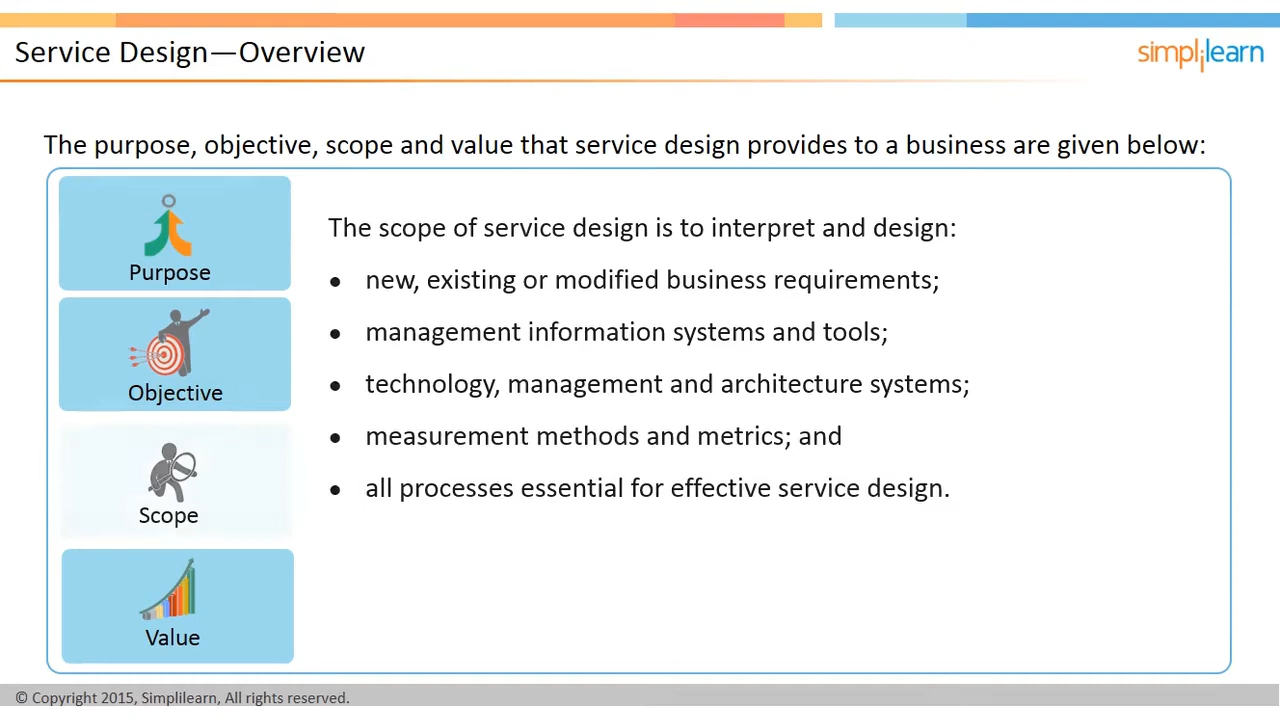 Service Design—Overview
simplilearn
The purpose, objective, scope and value that service design provides to a business are given below:
Purpose
Objective
Scope
Value
The scope of service design is to interpret and design:
● new, existing or modified business requirements;
● management information systems and tools;
● technology, management and architecture systems;
● measurement methods and metrics; and
● all processes essential for effective service design.
© Copyright 2015, Simplilearn, All rights reserved.